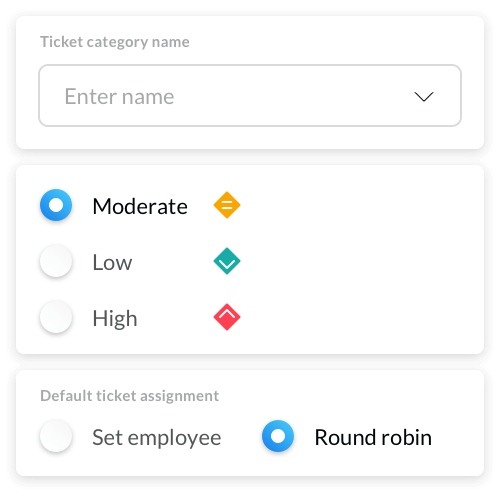 Ticket category name
Enter name
Moderate
Low
High
Default ticket assignment
Set employee Round robin